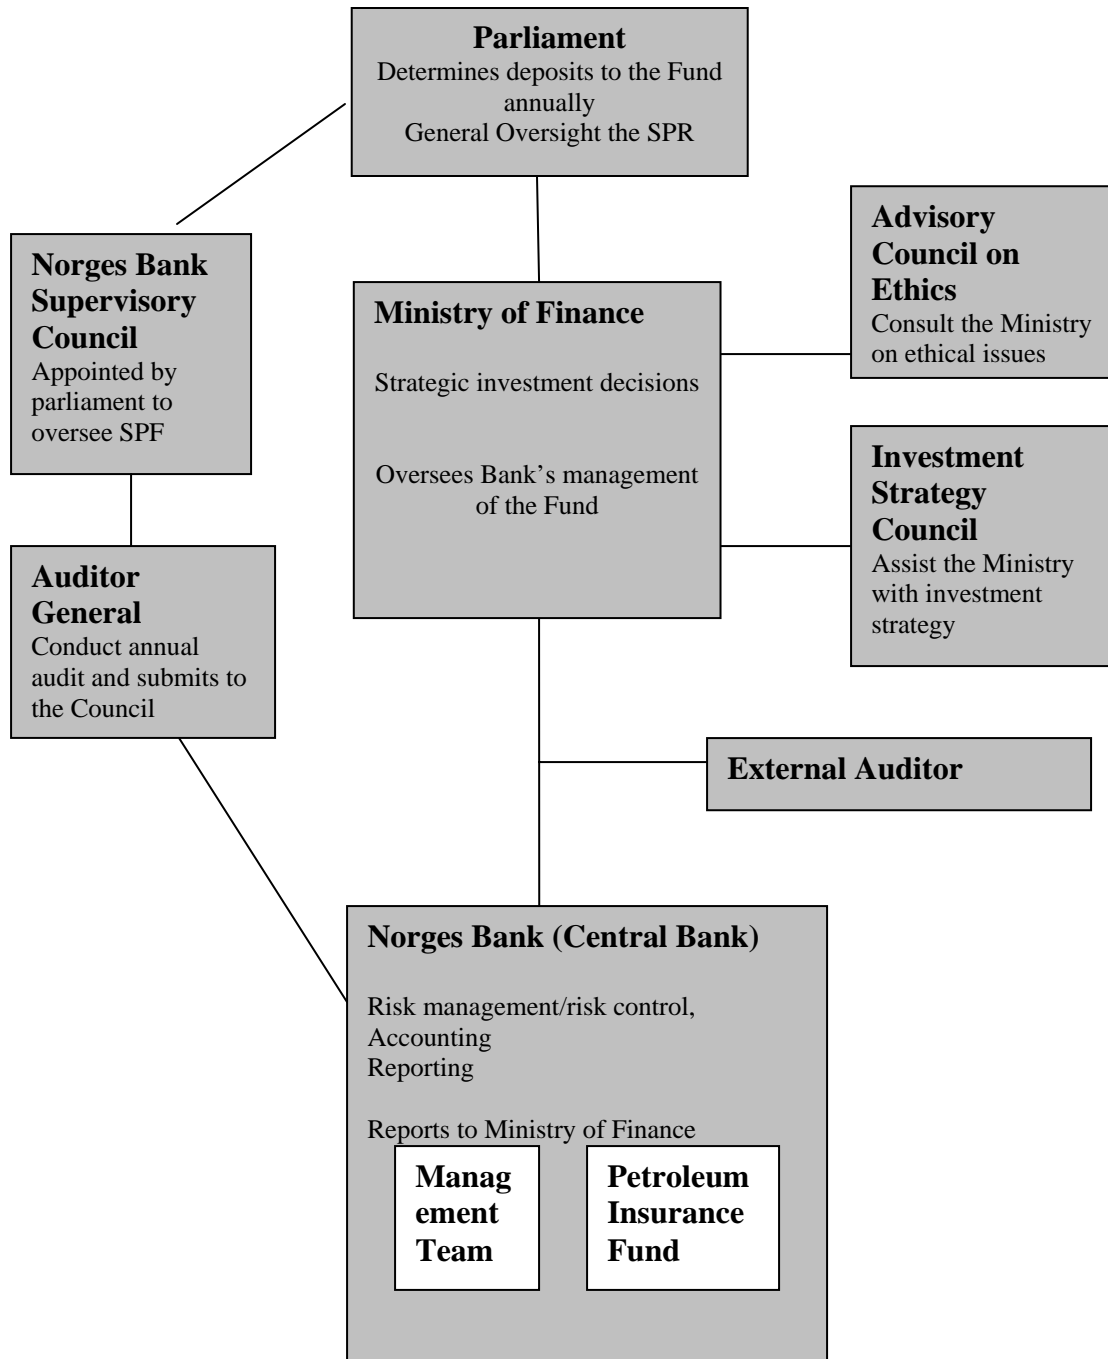 Parliament
Determines deposits to the Fund
annually
General Oversight the SPR
Advisory
Council on
Ethics
Consult the Ministry
on ethical issues
Norges Bank
Supervisory
Council
Appointed by
parliament to
oversee SPF
Ministry of Finance
Strategic investment decisions
Oversees Bank's management
of the Fund
Investment
Strategy
Council
Assist the Ministry
with investment
strategy
Auditor
General
Conduct annual
audit and submits to
the Council
External Auditor
Norges Bank (Central Bank)
Risk management/risk control,
Accounting
Reporting
Reports to Ministry of Finance
Manag
ement
Team
Petroleum
Insurance
Fund